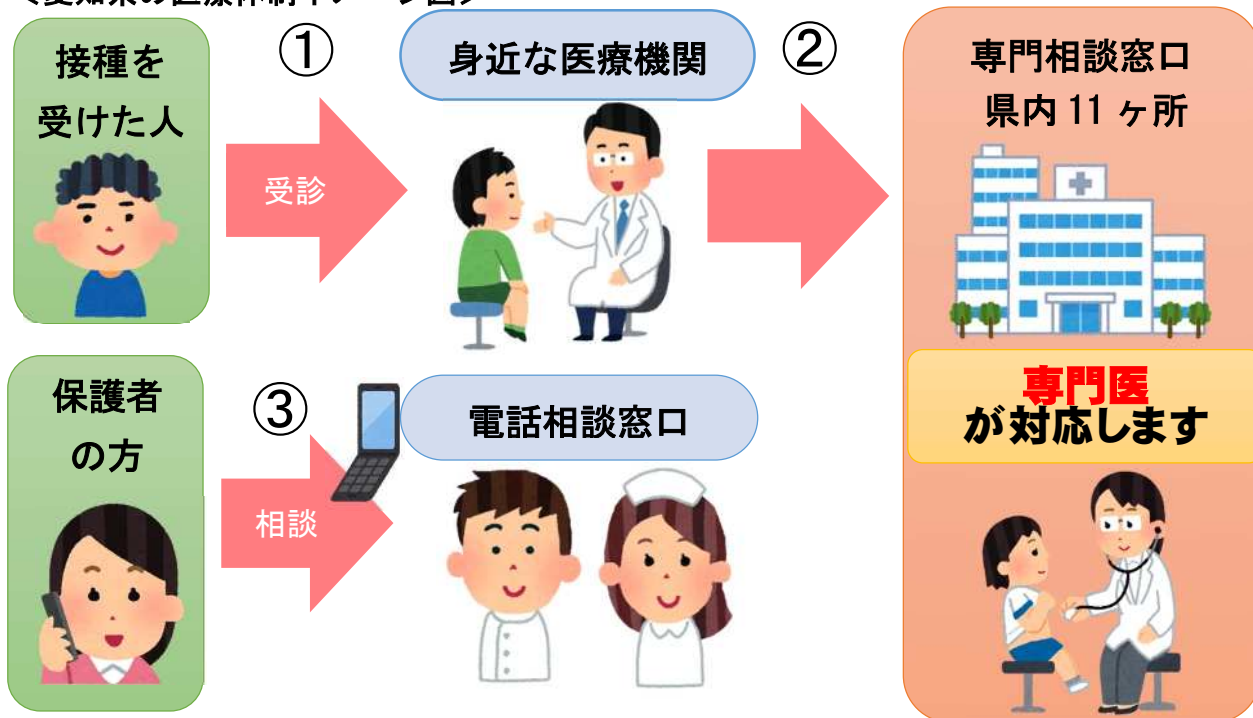 接種を
受けた人
①
受診
身近な医療機関
②
専門相談窓口
県内 11 ヶ所
専門医
が対応します
保護者
の方
③
相談
電話相談窓口